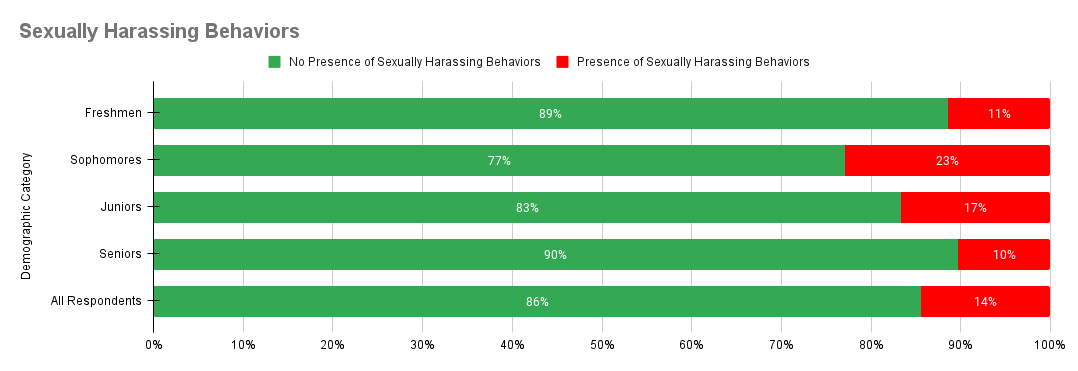 Sexually Harassing Behaviors
No Presence of Sexually Harassing Behaviors Presence of Sexually Harassing Behaviors
Demographic Category
Freshmen 89% 11%
Sophomores 77% 23%
Juniors 83% 17%
Seniors 90% 10%
All Respondents 86% 14%
0% 10% 20% 30% 40% 50% 60% 70% 80% 90% 100%